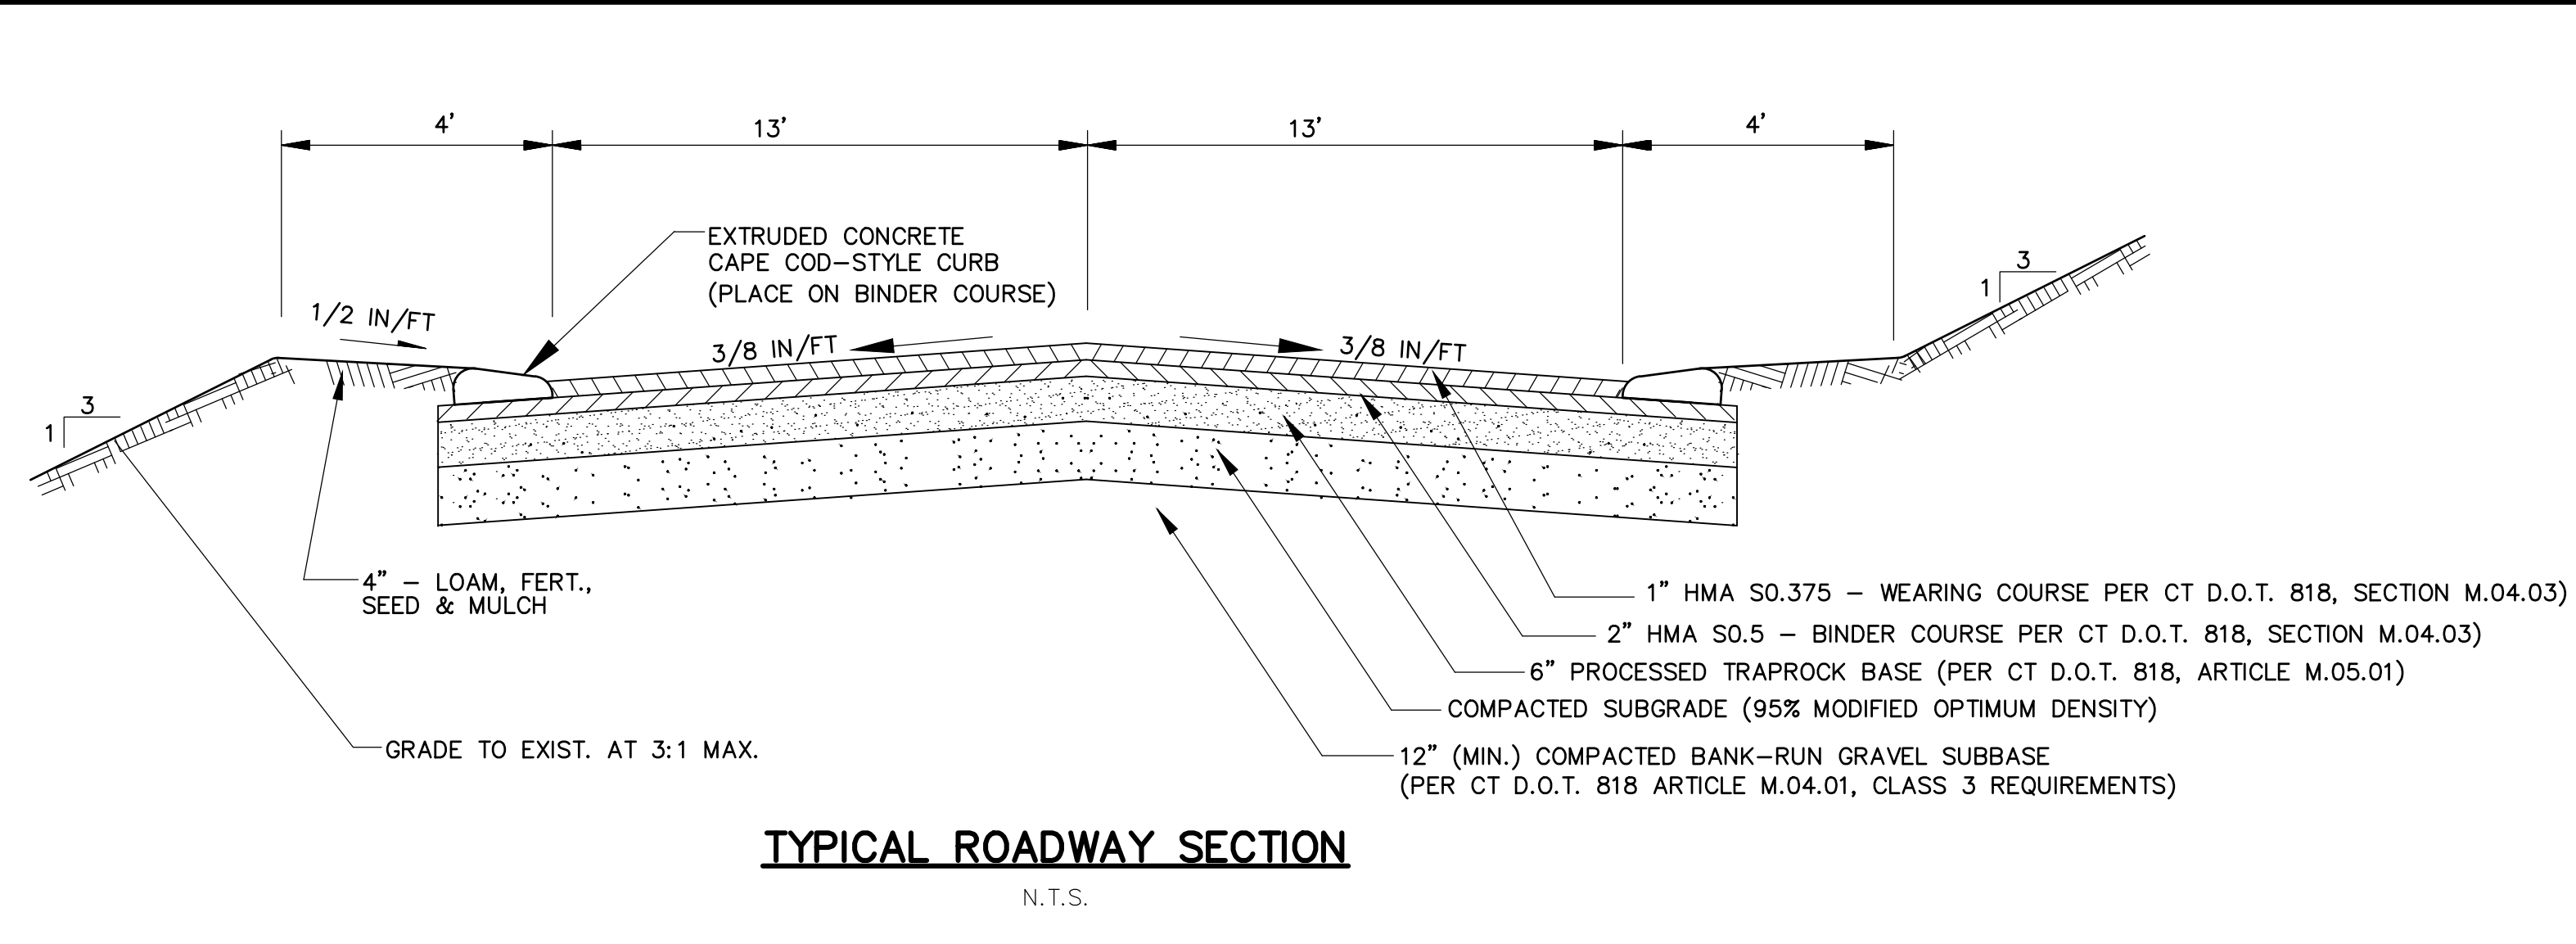 4’ 13’ 13’ 4’
EXTRUDED CONCRETE
CAPE COD–STYLE CURB
(PLACE ON BINDER COURSE)
1/2 IN/FT
3/8 IN/FT
3/8 IN/FT
3
1
3
1
4” – LOAM, FERT.,
SEED & MULCH
GRADE TO EXIST. AT 3:1 MAX.
1” HMA S0.375 – WEARING COURSE PER CT D.O.T. 818, SECTION M.04.03)
2” HMA S0.5 – BINDER COURSE PER CT D.O.T. 818, SECTION M.04.03)
6” PROCESSED TRAPROCK BASE (PER CT D.O.T. 818, ARTICLE M.05.01)
COMPACTED SUBGRADE (95% MODIFIED OPTIMUM DENSITY)
12” (MIN.) COMPACTED BANK–RUN GRAVEL SUBBASE
(PER CT D.O.T. 818 ARTICLE M.04.01, CLASS 3 REQUIREMENTS)
TYPICAL ROADWAY SECTION
N.T.S.